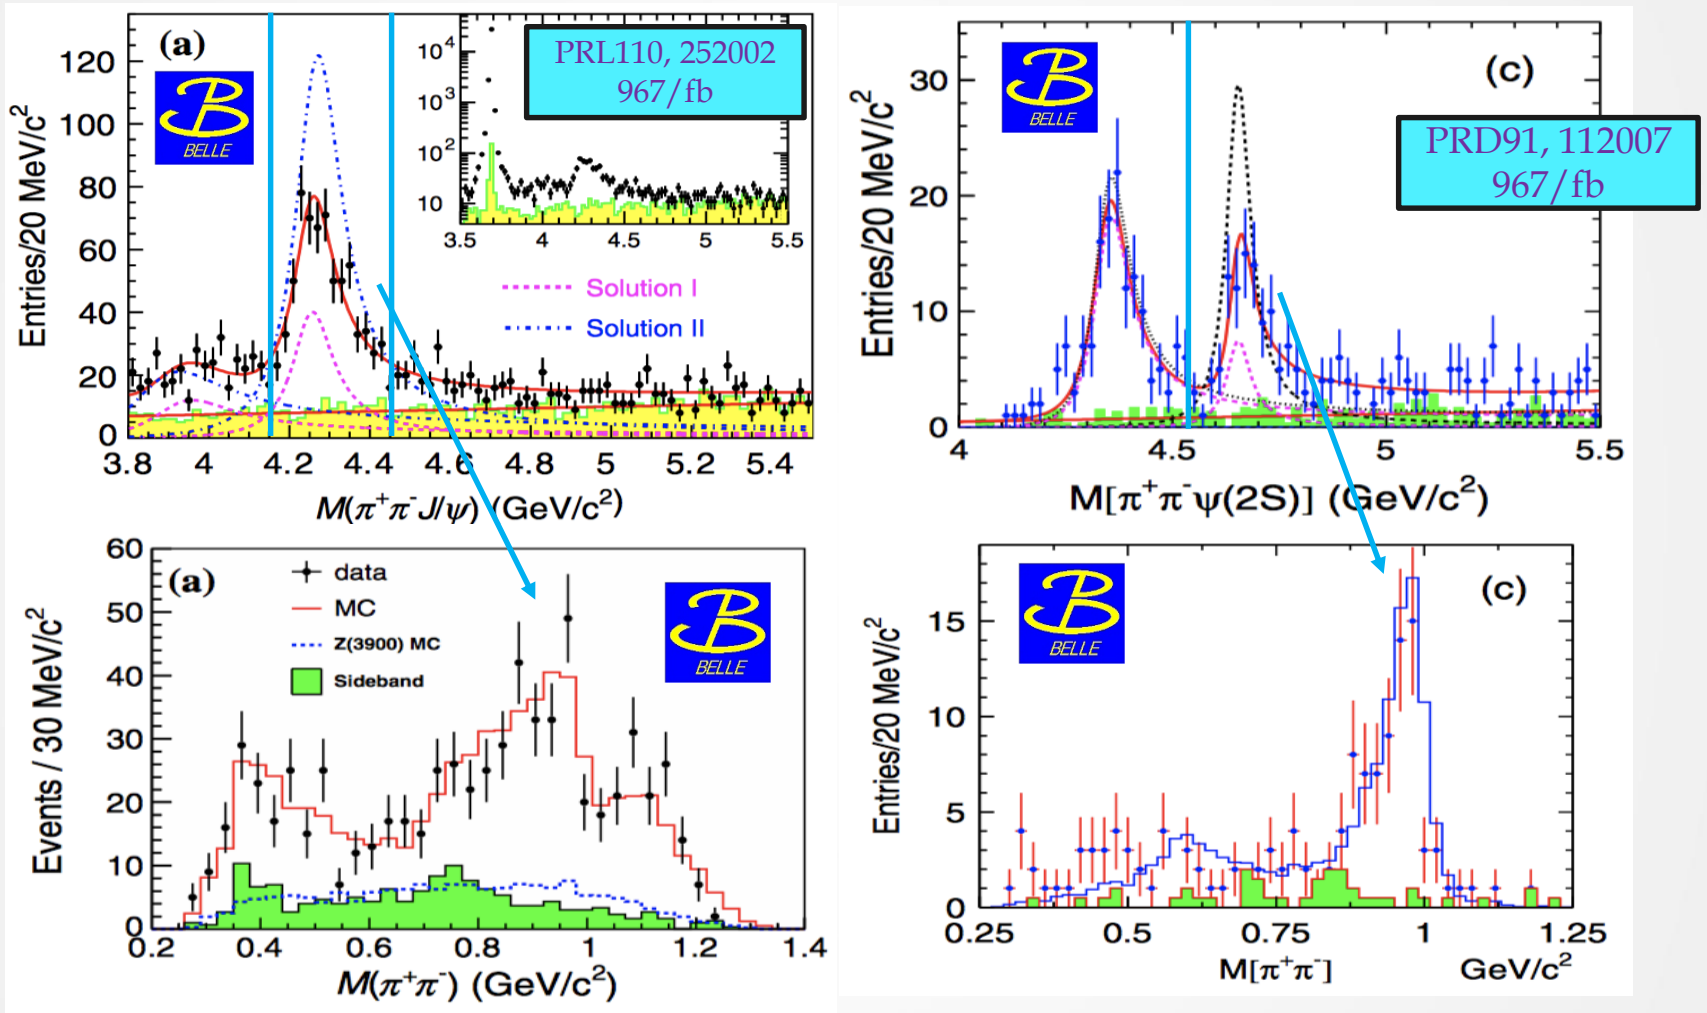 (a)
BELLE
PRL110, 252002
967/fb
Entries/20 MeV/c²
120
100
80
60
40
20
0
3.8 4 4.2 4.4 4.6 4.8 5 5.2 5.4
M(π⁺π⁻J/ψ) (GeV/c²)
10⁴
10³
10²
10
3.5 4 4.5 5 5.5
Solution I
Solution II
(c)
BELLE
PRD91, 112007
967/fb
Entries/20 MeV/c²
30
20
10
0
4 4.5 5 5.5
M[π⁺π⁻ψ(2S)] (GeV/c²)
(a)
data
MC
Z(3900) MC
Sideband
BELLE
Events / 30 MeV/c²
60
50
40
30
20
10
0
0.2 0.4 0.6 0.8 1 1.2 1.4
M(π⁺π⁻) (GeV/c²)
(c)
BELLE
Entries/20 MeV/c²
15
10
5
0
0.25 0.5 0.75 1 1.25
M[π⁺π⁻] GeV/c²